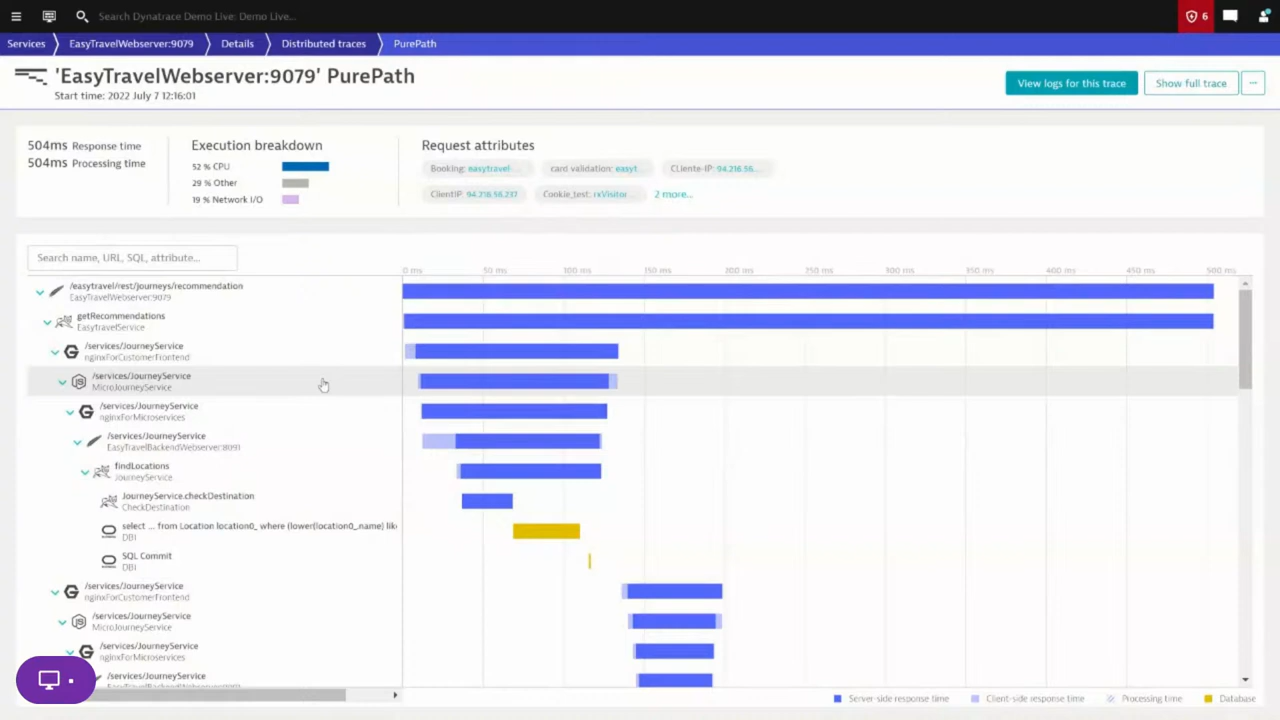 Search Dynatrace Demo Live: Demo Live...
6
Services
EasyTravelWebserver:9079
Details
Distributed traces
PurePath
'EasyTravelWebserver:9079' PurePath
Start time: 2022 July 7 12:16:01
View logs for this trace
Show full trace
...
504ms Response time
504ms Processing time
Execution breakdown
52 % CPU
29 % Other
19 % Network I/O
Request attributes
Booking: easytravel-...
card validation: easyt...
CLiente-IP: 94.216.56...
ClientIP: 94.216.56.237
Cookie_test: rxVisitor...
2 more...
Search name, URL, SQL, attribute...
0 ms
50 ms
100 ms
150 ms
200 ms
250 ms
300 ms
350 ms
400 ms
450 ms
500 ms
/easytravel/rest/journeys/recommendation
EasyTravelWebserver:9079
getRecommendations
EasytravelService
/services/JourneyService
nginxForCustomerFrontend
/services/JourneyService
MicroJourneyService
/services/JourneyService
nginxForMicroservices
/services/JourneyService
EasyTravelBackendWebserver:8091
findLocations
JourneyService
JourneyService.checkDestination
CheckDestination
select ... from Location location0_ where (lower(location0_.name) lik
DBI
SQL Commit
DBI
/services/JourneyService
nginxForCustomerFrontend
/services/JourneyService
MicroJourneyService
/services/JourneyService
nginxForMicroservices
/services/JourneyService
Server-side response time
Client-side response time
Processing time
Database